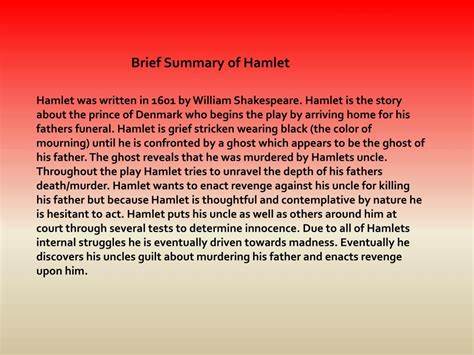 Brief Summary of Hamlet
Hamlet was written in 1601 by William Shakespeare. Hamlet is the story
about the prince of Denmark who begins the play by arriving home for his
fathers funeral. Hamlet is grief stricken wearing black (the color of
mourning) until he is confronted by a ghost which appears to be the ghost of
his father. The ghost reveals that he was murdered by Hamlets uncle.
Throughout the play Hamlet tries to unravel the depth of his fathers
death/murder. Hamlet wants to enact revenge against his uncle for killing
his father but because Hamlet is thoughtful and contemplative by nature he
is hesitant to act. Hamlet puts his uncle as well as others around him at
court through several tests to determine innocence. Due to all of Hamlets
internal struggles he is eventually driven towards madness. Eventually he
discovers his uncles guilt about murdering his father and enacts revenge
upon him.